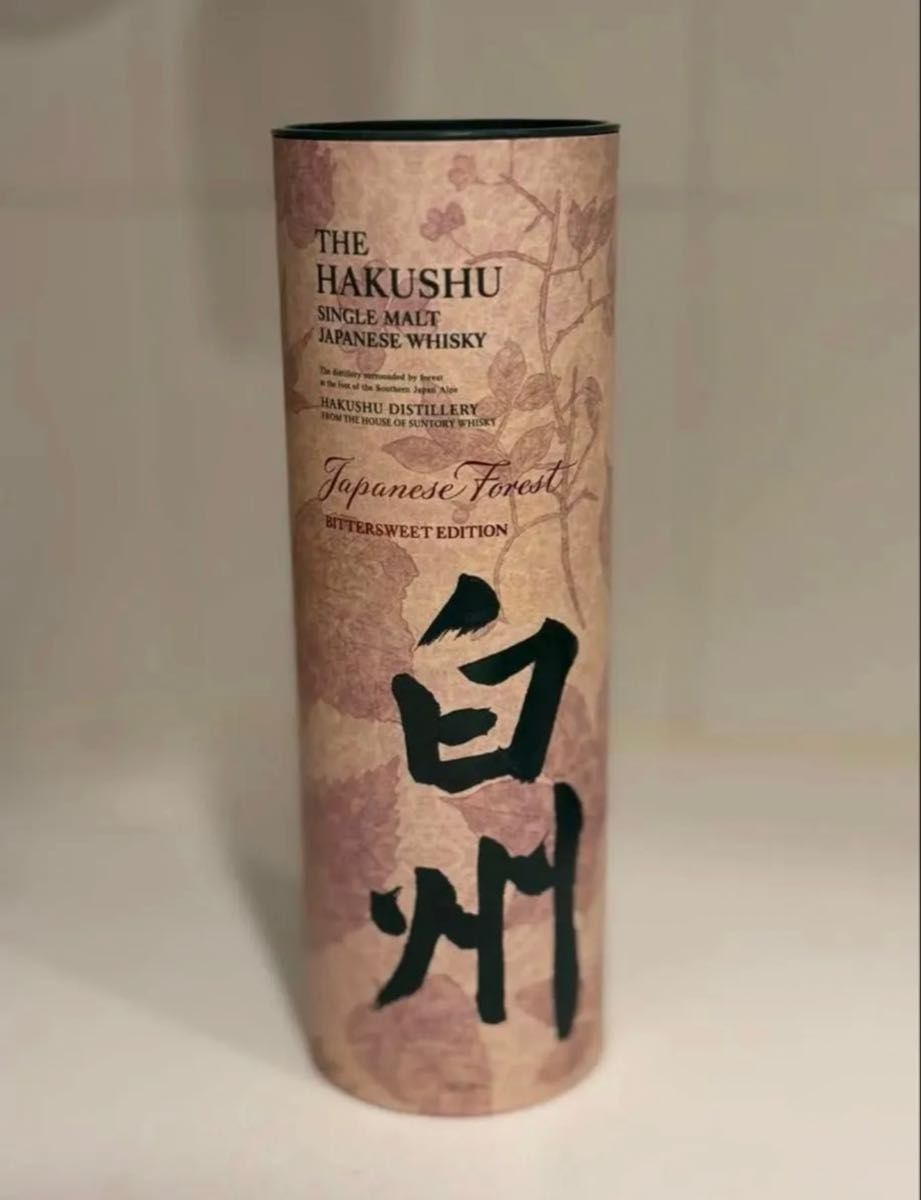 THE
HAKUSHU
SINGLE MALT
JAPANESE WHISKY
The distillery surrounded by forest
at the foot of the Southern Japan Alps
HAKUSHU DISTILLERY
FROM THE HOUSE OF SUNTORY WHISKY
Japanese Forest
BITTERSWEET EDITION
白
州